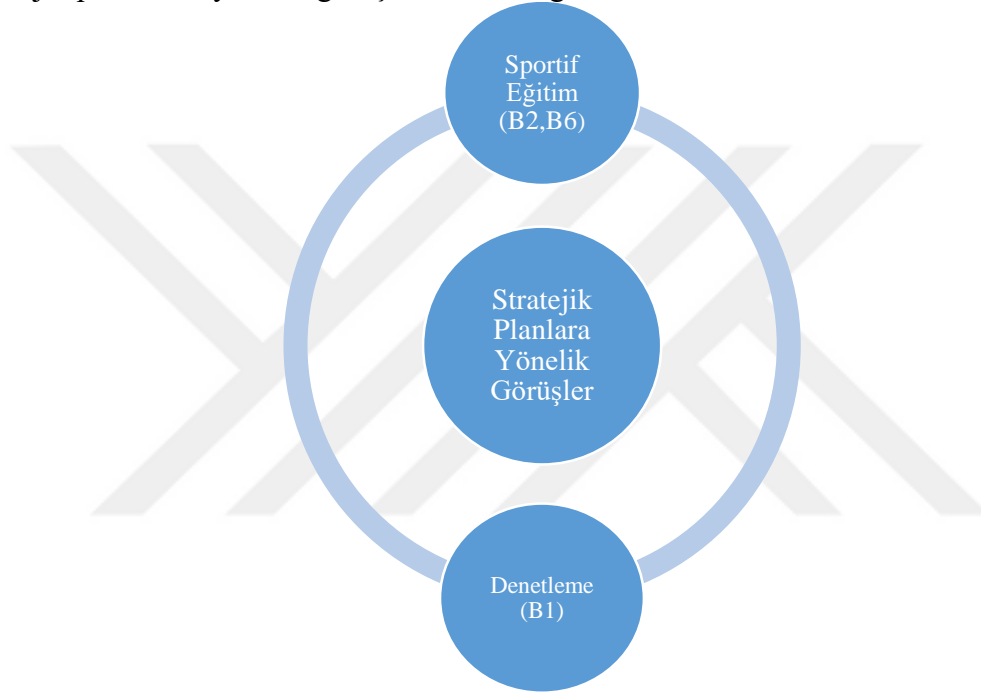 Sportif
Eğitim
(B2,B6)
Stratejik
Planlara
Yönelik
Görüşler
Denetleme
(B1)